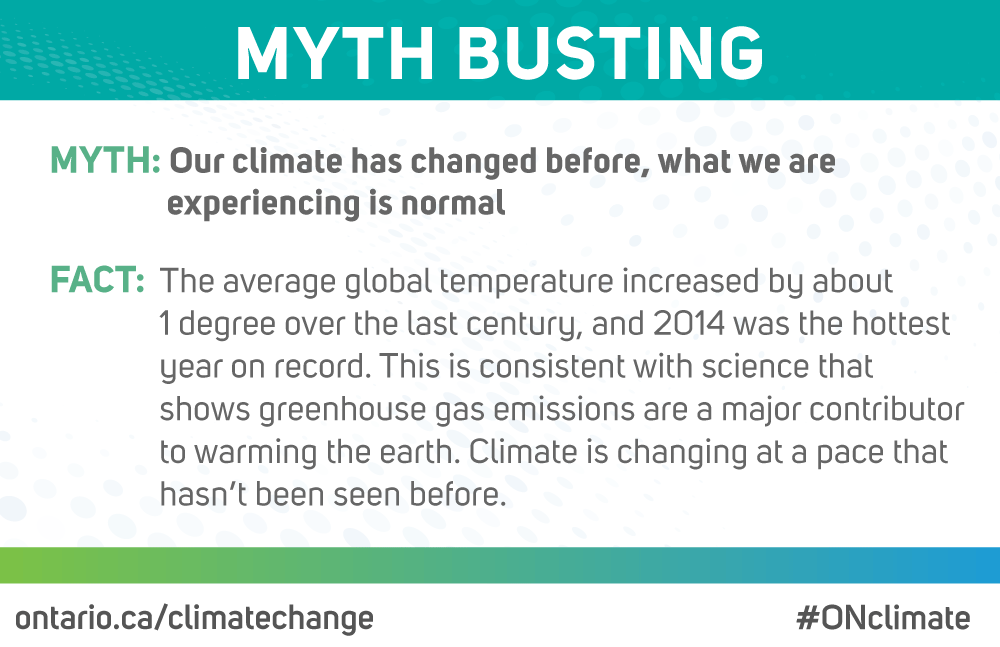 MYTH BUSTING
MYTH: Our climate has changed before, what we are
experiencing is normal
FACT: The average global temperature increased by about
1 degree over the last century, and 2014 was the hottest
year on record. This is consistent with science that
shows greenhouse gas emissions are a major contributor
to warming the earth. Climate is changing at a pace that
hasn't been seen before.
ontario.ca/climatechange
#ONclimate